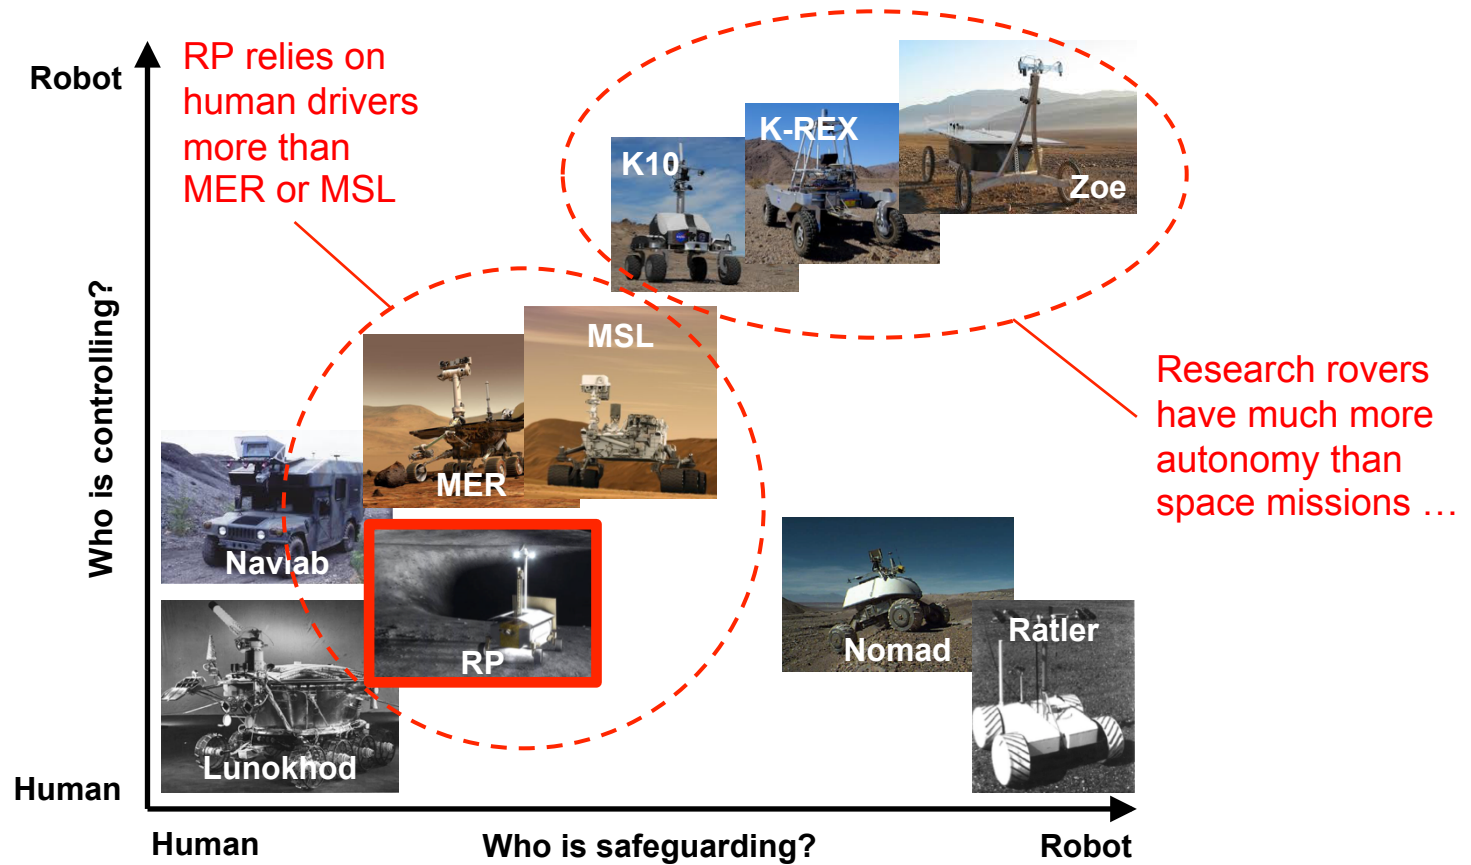 Robot
RP relies on
human drivers
more than
MER or MSL
K10
K-REX
Zoe
Who is controlling?
MSL
MER
Research rovers
have much more
autonomy than
space missions …
Navlab
RP
Nomad
Ratler
Lunokhod
Human
Human
Who is safeguarding?
Robot